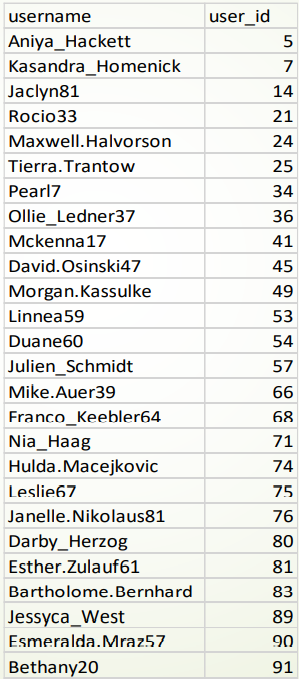 username user_id
Aniya_Hackett 5
Kasandra_Homenick 7
Jaclyn81 14
Rocio33 21
Maxwell.Halvorson 24
Tierra.Trantow 25
Pearl7 34
Ollie_Ledner37 36
Mckenna17 41
David.Osinski47 45
Morgan.Kassulke 49
Linnea59 53
Duane60 54
Julien_Schmidt 57
Mike.Auer39 66
Franco_Keebler64 68
Nia_Haag 71
Hulda.Macejkovic 74
Leslie67 75
Janelle.Nikolaus81 76
Darby_Herzog 80
Esther.Zulauf61 81
Bartholome.Bernhard 83
Jessyca_West 89
Esmeralda.Mraz57 90
Bethany20 91